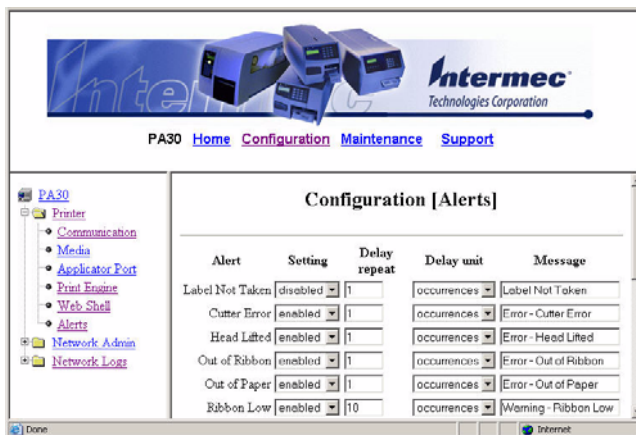 Intermec
Intermec
Technologies Corporation
PA30 Home Configuration Maintenance Support
PA30
Printer
Communication
Media
Applicator Port
Print Engine
Web Shell
Alerts
Network Admin
Network Logs
Configuration [Alerts]
Alert Setting Delay repeat Delay unit Message
Label Not Taken disabled 1 occurrences Label Not Taken
Cutter Error enabled 1 occurrences Error - Cutter Error
Head Lifted enabled 1 occurrences Error - Head Lifted
Out of Ribbon enabled 1 occurrences Error - Out of Ribbon
Out of Paper enabled 1 occurrences Error - Out of Paper
Ribbon Low enabled 10 occurrences Warning - Ribbon Low
Done Internet